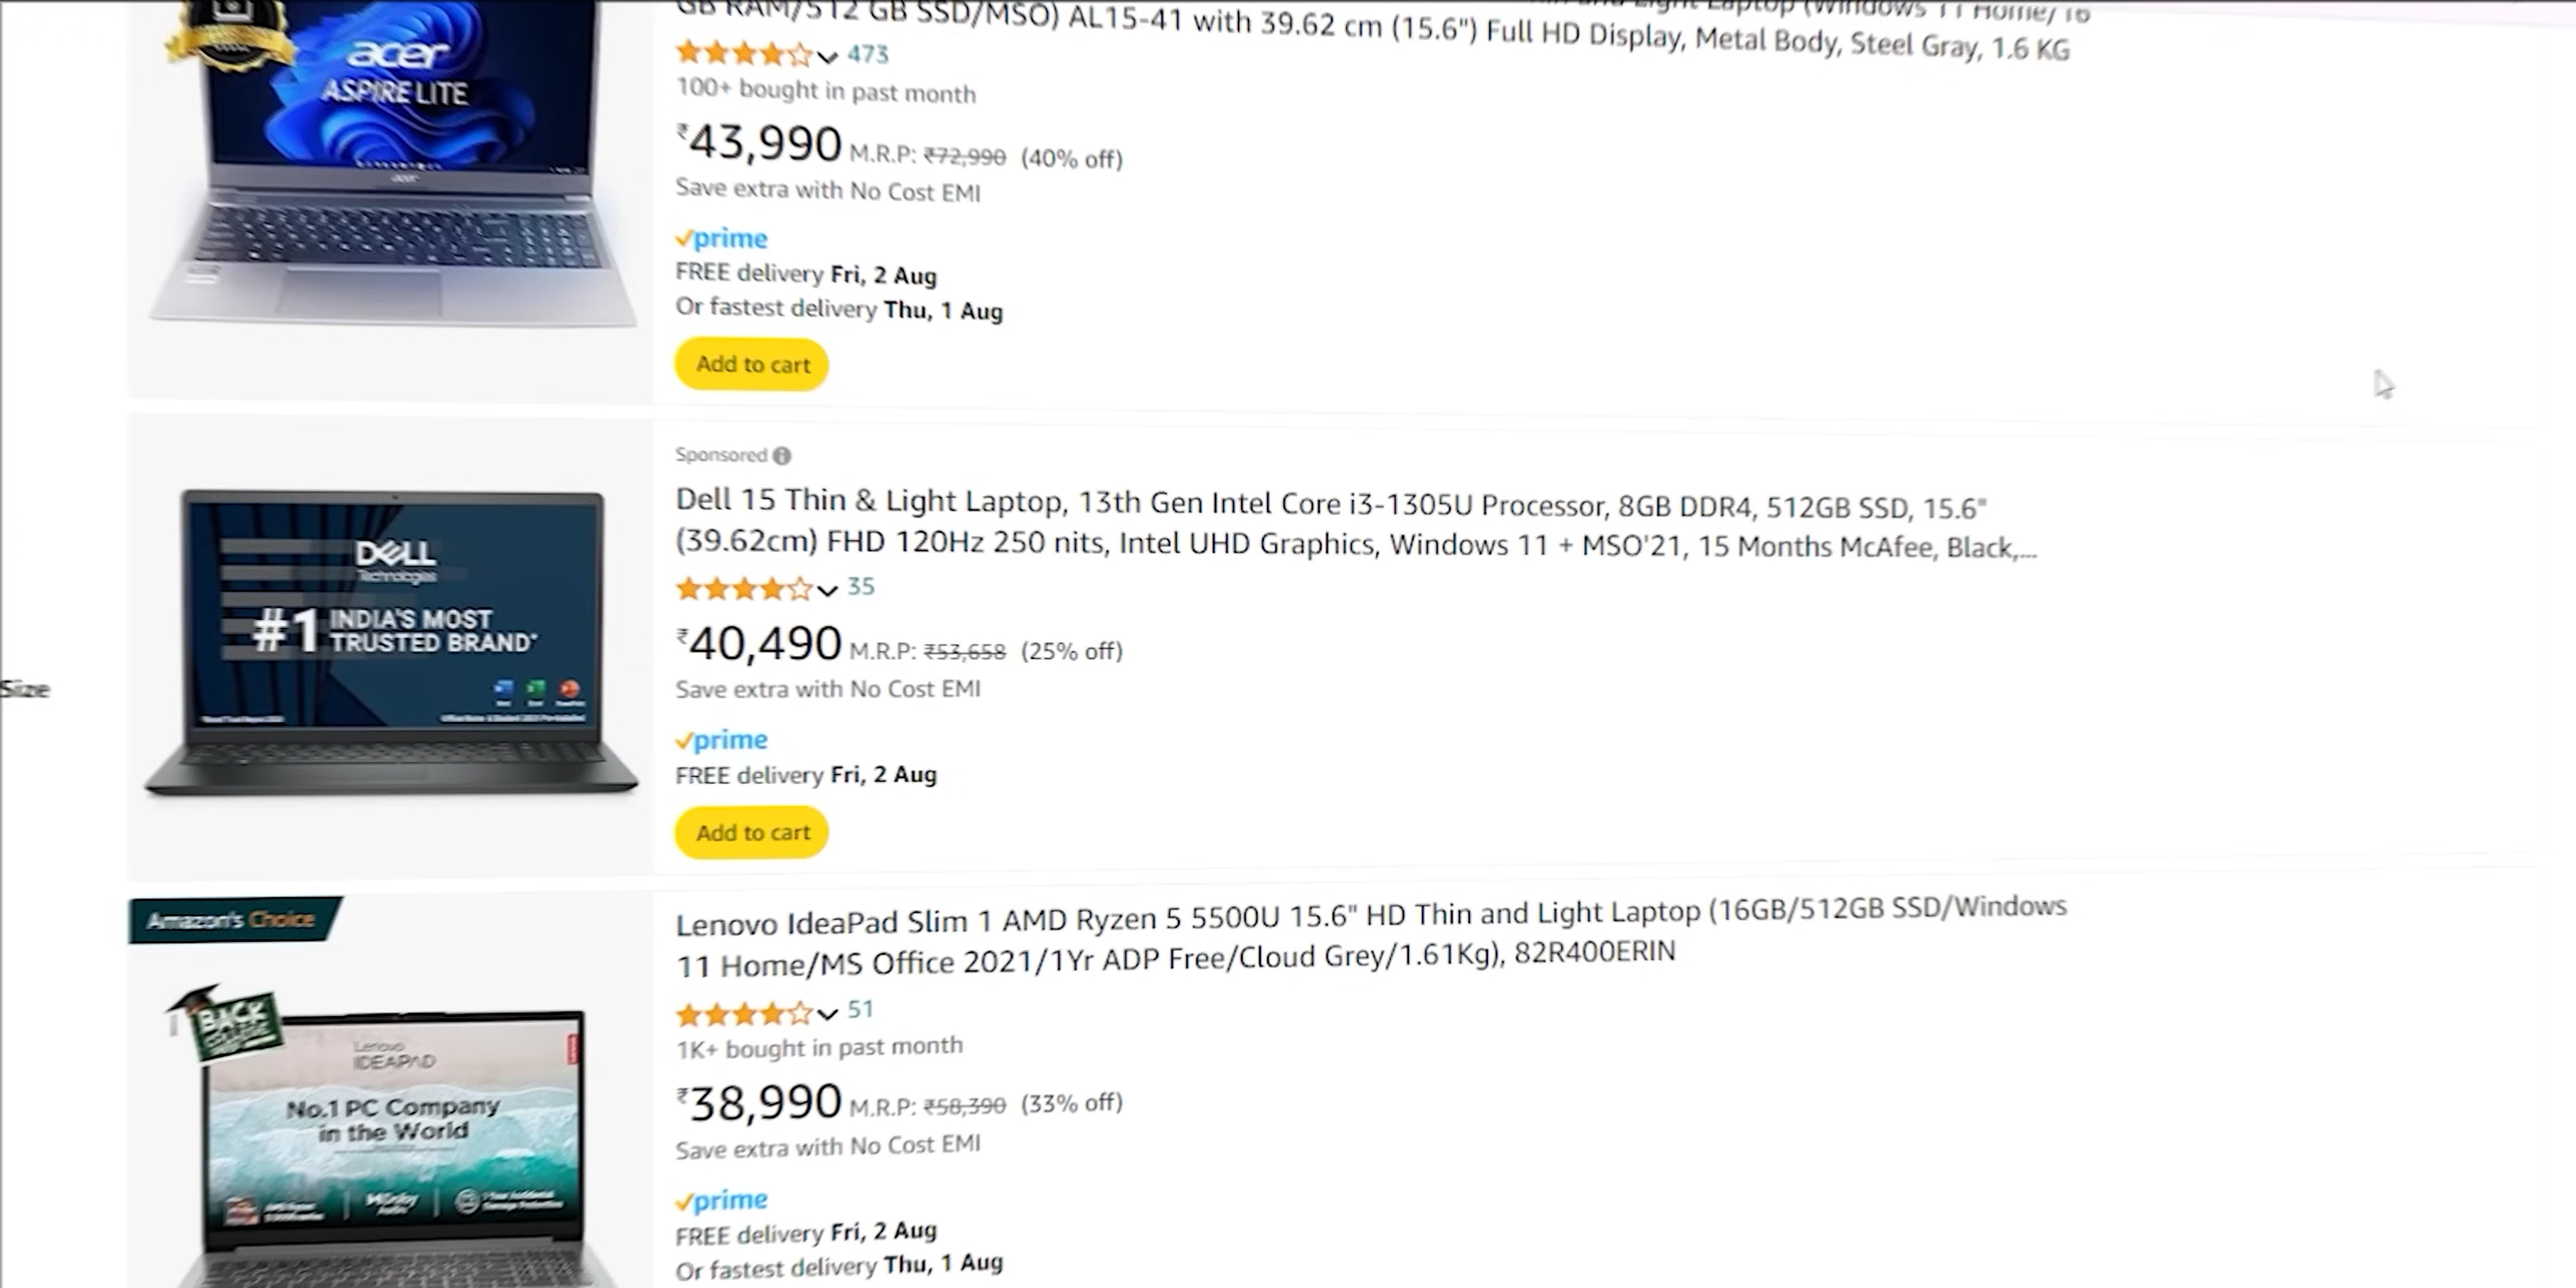 Light Laptop (Windows 11 Home/ 16
GB RAM/512 GB SSD/MSO) AL15-41 with 39.62 cm (15.6") Full HD Display, Metal Body, Steel Gray, 1.6 KG
acer
ASPIRE LITE
473
100+ bought in past month
₹43,990 M.R.P: ₹72,990 (40% off)
Save extra with No Cost EMI
acer
prime
FREE delivery Fri, 2 Aug
Or fastest delivery Thu, 1 Aug
Add to cart
Sponsored
Dell 15 Thin & Light Laptop, 13th Gen Intel Core i3-1305U Processor, 8GB DDR4, 512GB SSD, 15.6"
(39.62cm) FHD 120Hz 250 nits, Intel UHD Graphics, Windows 11 + MSO'21, 15 Months McAfee, Black,...
35
₹40,490 M.R.P: ₹53,658 (25% off)
Save extra with No Cost EMI
DELL
Technologies
#1 INDIA'S MOST
TRUSTED BRAND*
Size
prime
FREE delivery Fri, 2 Aug
Add to cart
Amazon's Choice
Lenovo IdeaPad Slim 1 AMD Ryzen 5 5500U 15.6" HD Thin and Light Laptop (16GB/512GB SSD/Windows
11 Home/MS Office 2021/1Yr ADP Free/Cloud Grey/1.61Kg), 82R400ERIN
51
1K+ bought in past month
₹38,990 M.R.P: ₹58,390 (33% off)
Save extra with No Cost EMI
BACK
Lenovo
IDEAPAD
No.1 PC Company
in the World
prime
FREE delivery Fri, 2 Aug
Or fastest delivery Thu, 1 Aug